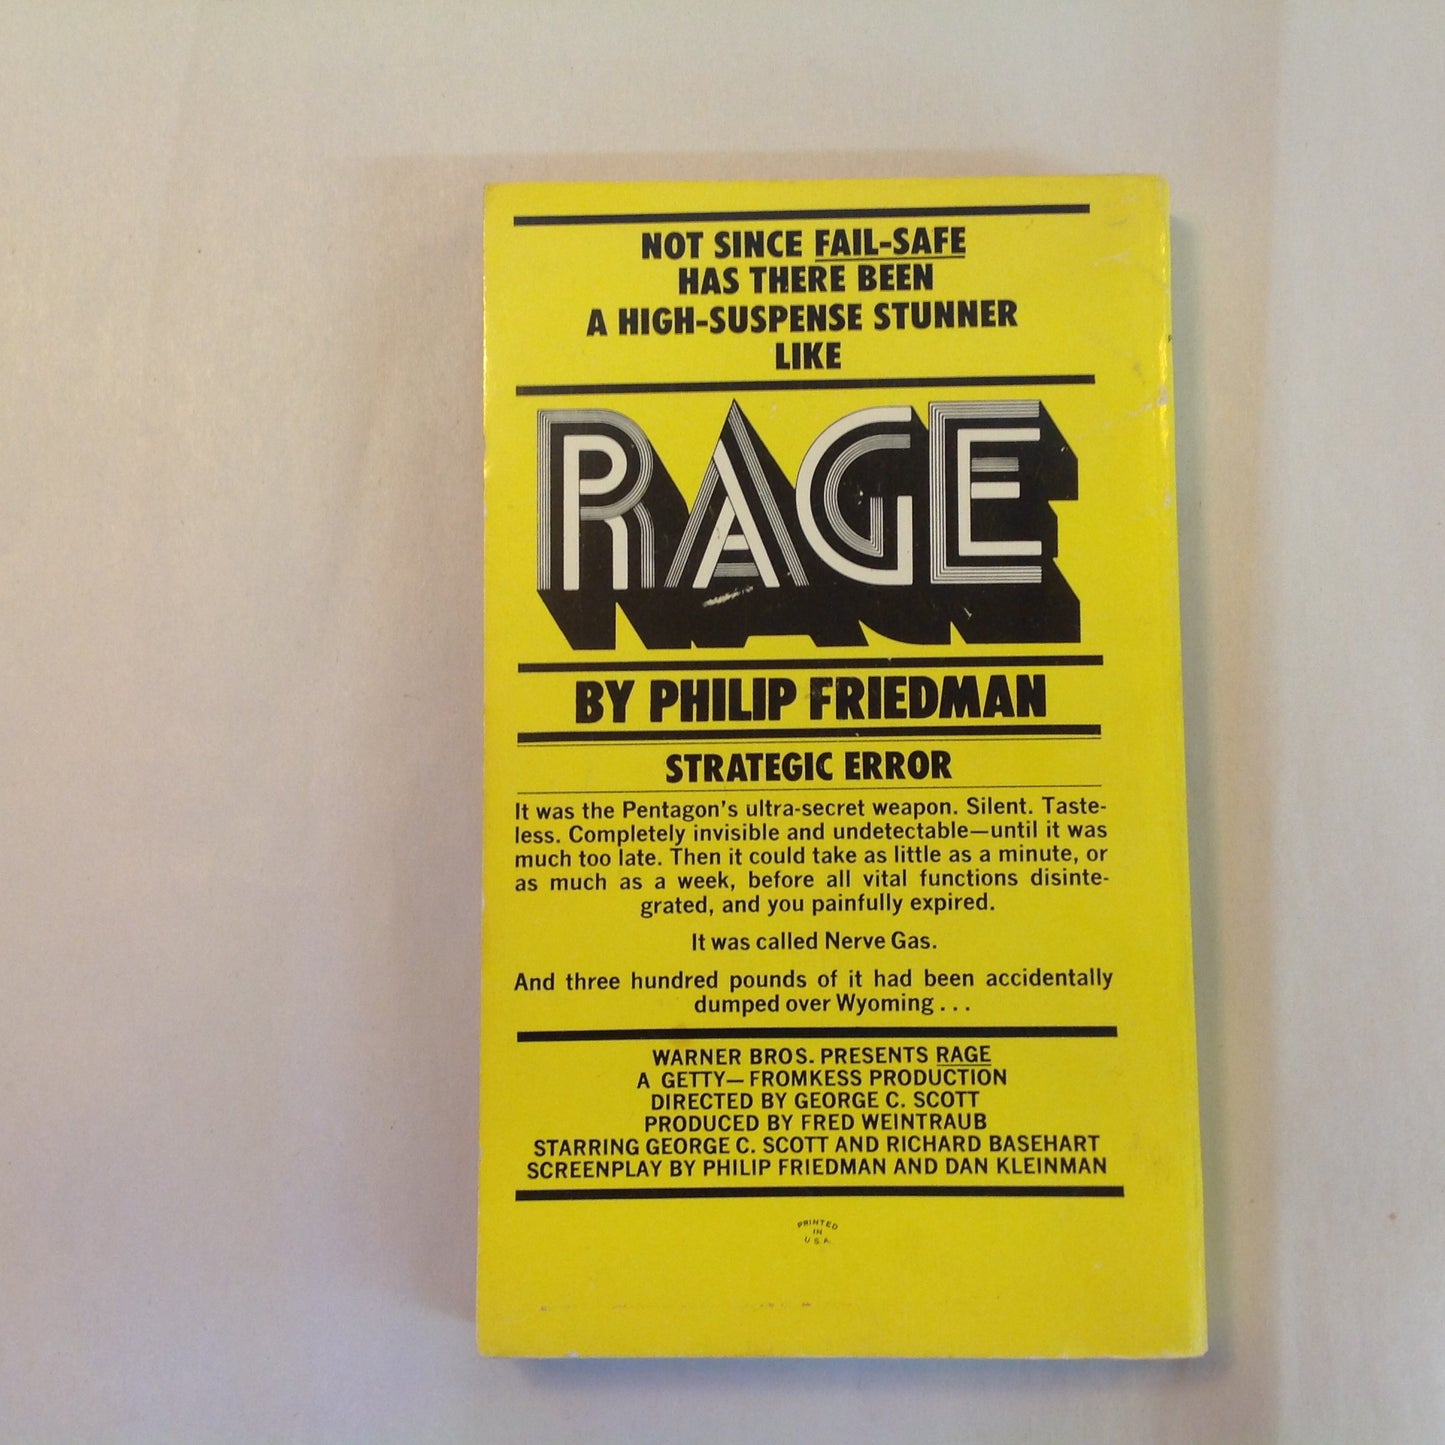 NOT SINCE FAIL-SAFE
HAS THERE BEEN
A HIGH-SUSPENSE STUNNER
LIKE
RAGE
BY PHILIP FRIEDMAN
STRATEGIC ERROR
It was the Pentagon's ultra-secret weapon. Silent. Taste-
less. Completely invisible and undetectable—until it was
much too late. Then it could take as little as a minute, or
as much as a week, before all vital functions disinte-
grated, and you painfully expired.
It was called Nerve Gas.
And three hundred pounds of it had been accidentally
dumped over Wyoming . . .
WARNER BROS. PRESENTS RAGE
A GETTY— FROMKESS PRODUCTION
DIRECTED BY GEORGE C. SCOTT
PRODUCED BY FRED WEINTRAUB
STARRING GEORGE C. SCOTT AND RICHARD BASEHART
SCREENPLAY BY PHILIP FRIEDMAN AND DAN KLEINMAN
PRINTED
IN
U.S.A.